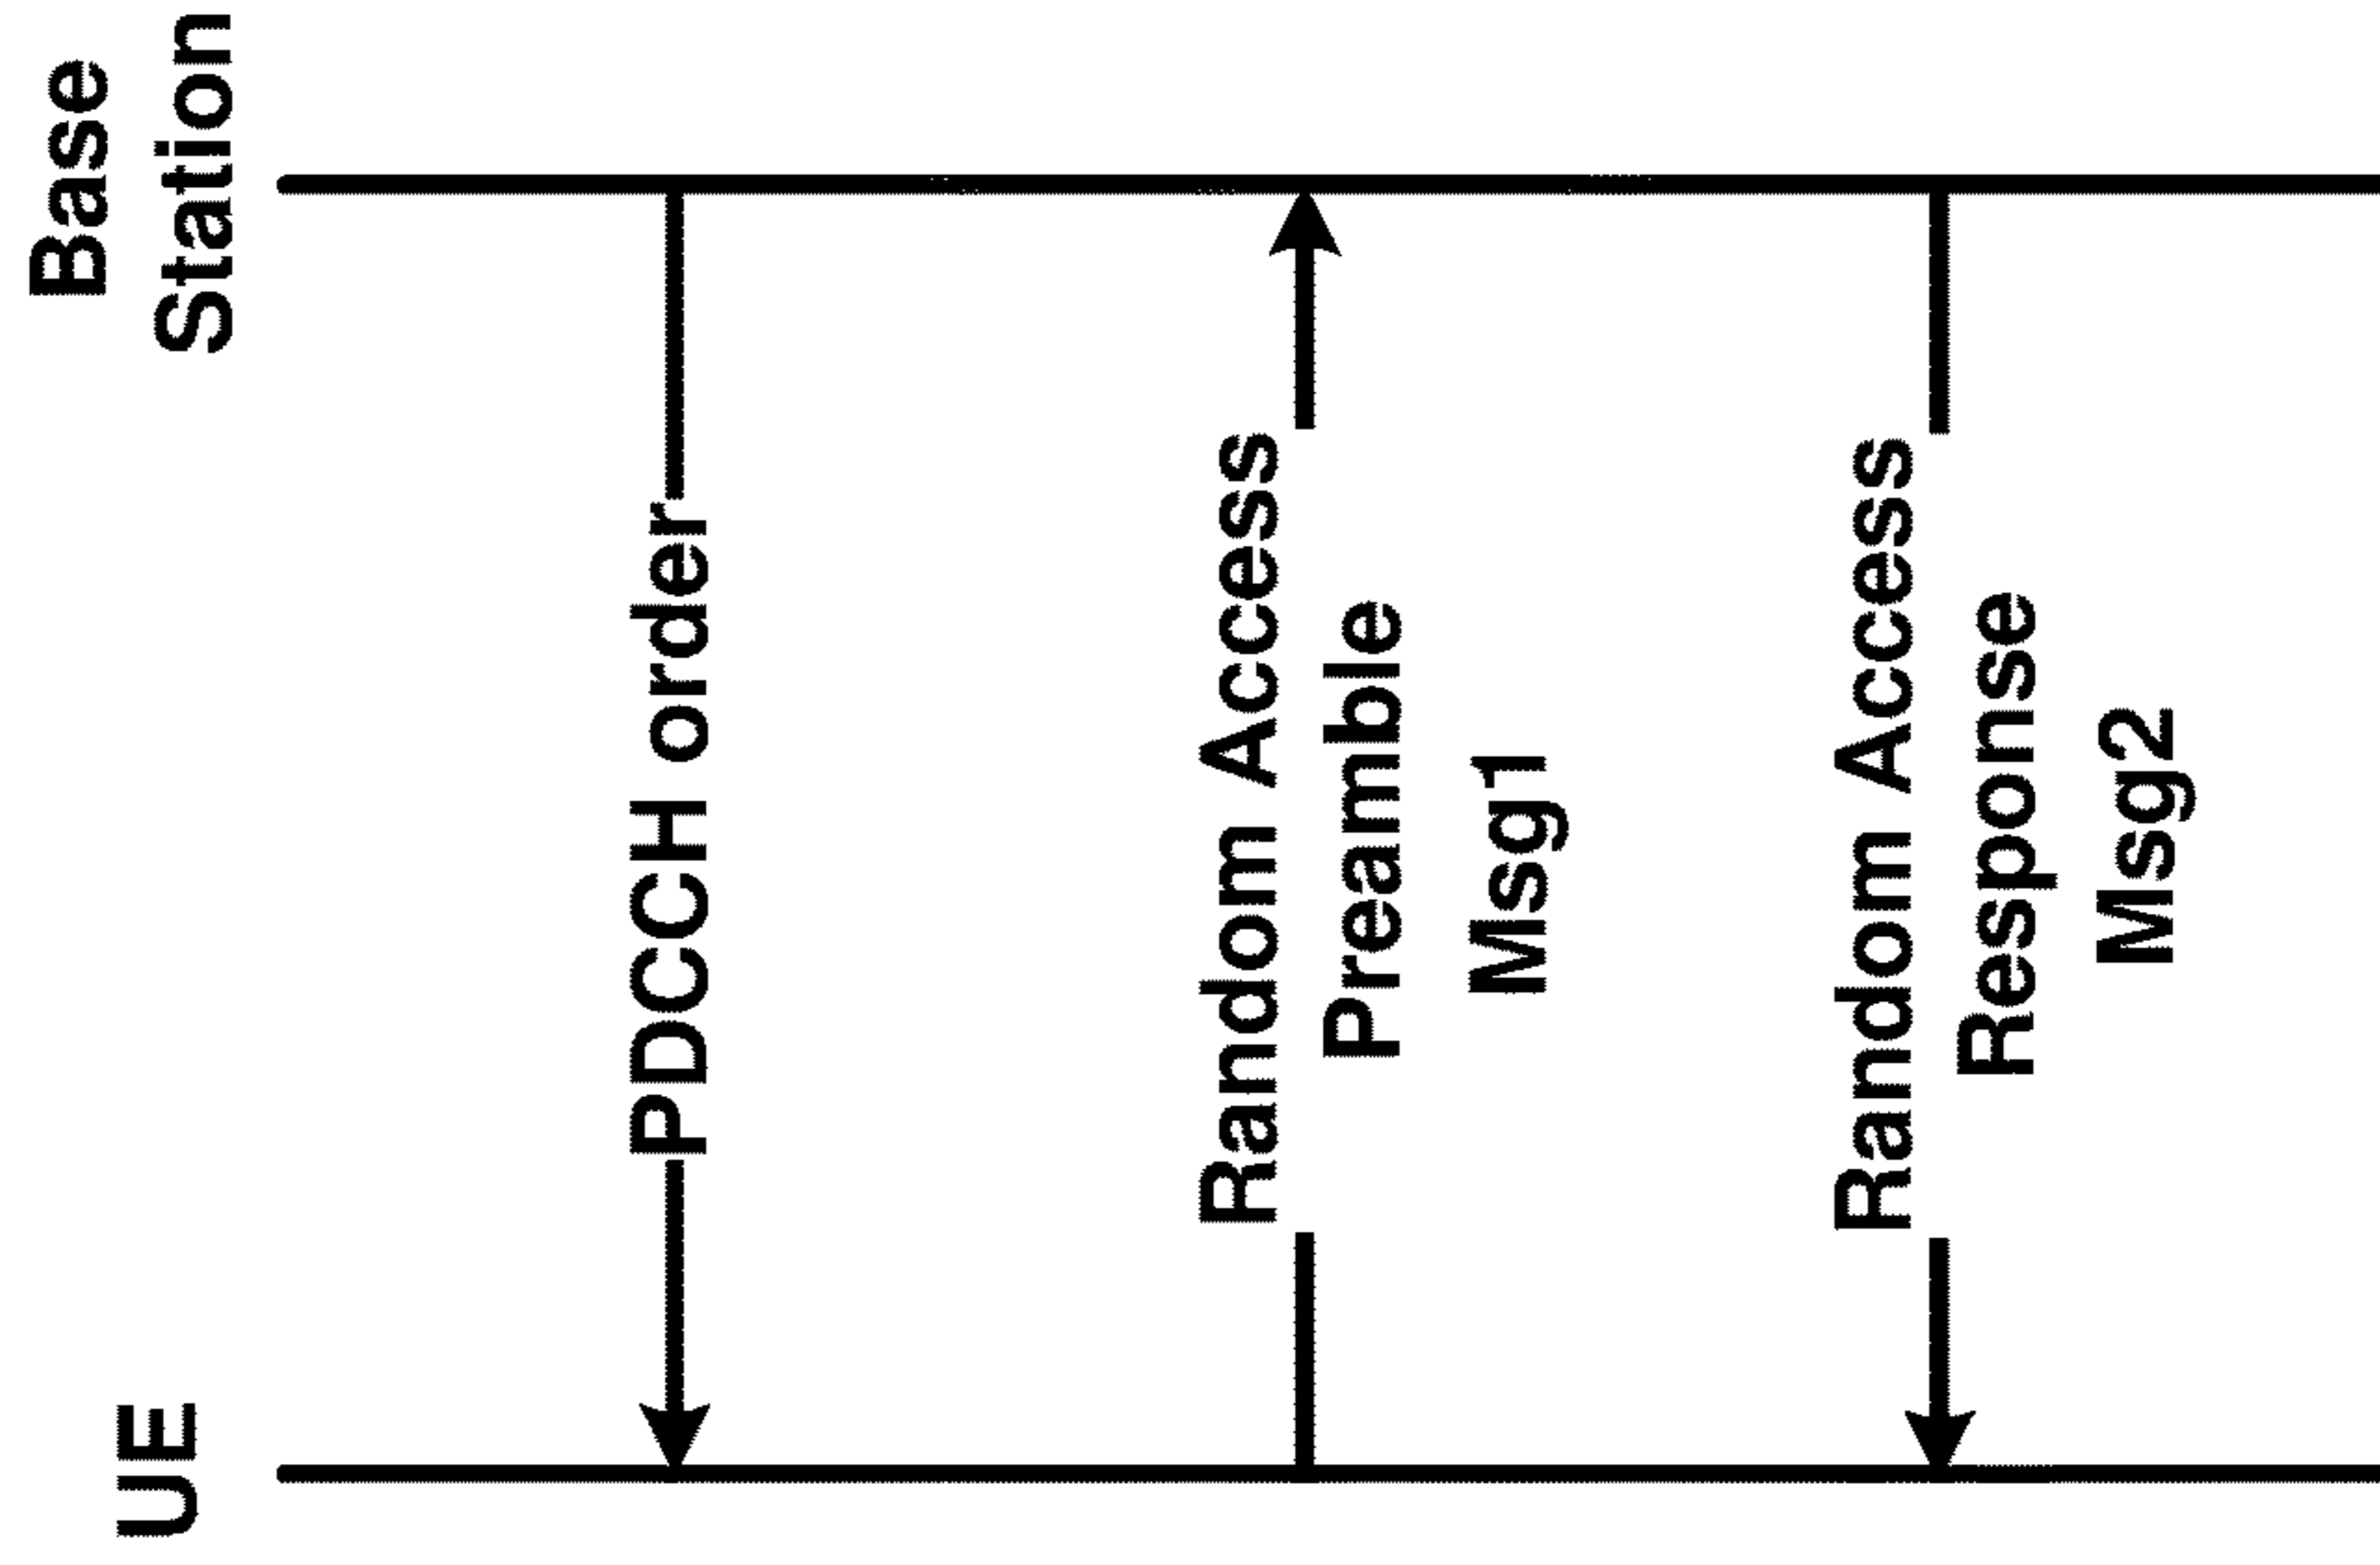 UE
Base
Station
PDCCH order
Random Access
Preamble
Msg1
Random Access
Response
Msg2